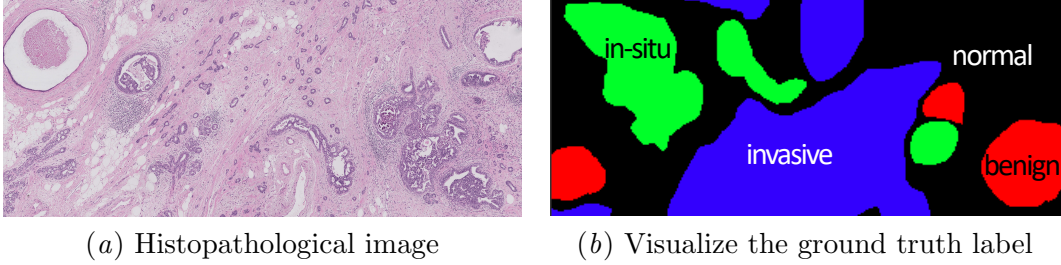 in-situ
normal
invasive
benign
(a) Histopathological image
(b) Visualize the ground truth label